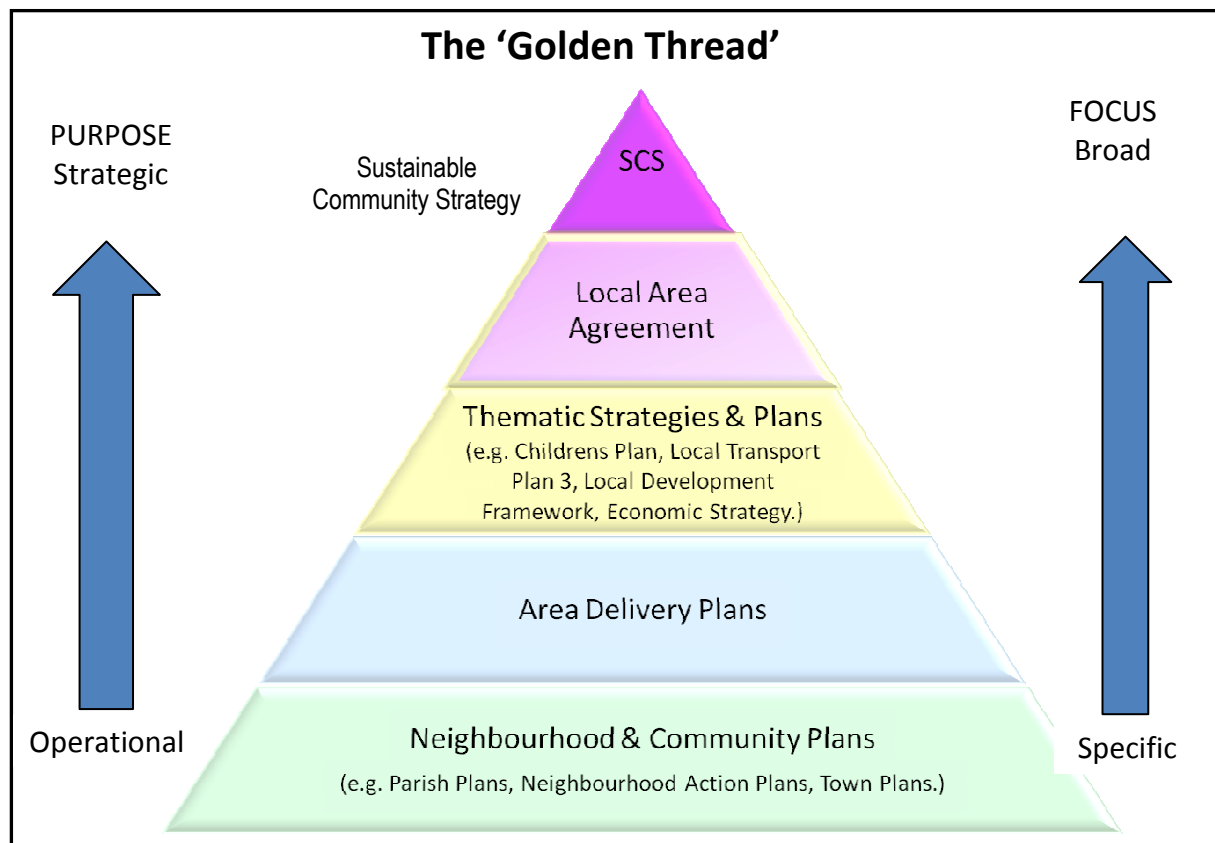 The ‘Golden Thread’
PURPOSE
Strategic
FOCUS
Broad
Sustainable
Community Strategy
SCS
Local Area
Agreement
Thematic Strategies & Plans
(e.g. Childrens Plan, Local Transport
Plan 3, Local Development
Framework, Economic Strategy.)
Area Delivery Plans
Operational
Neighbourhood & Community Plans
(e.g. Parish Plans, Neighbourhood Action Plans, Town Plans.)
Specific